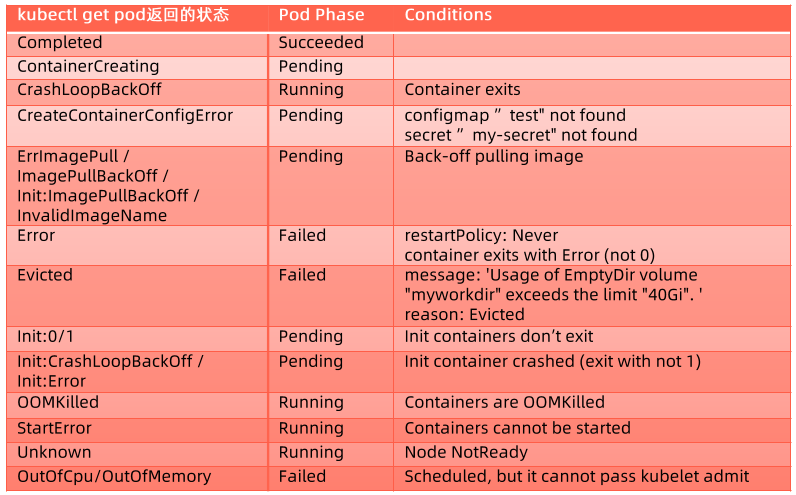 kubectl get pod返回的状态 Pod Phase Conditions
Completed Succeeded
ContainerCreating Pending
CrashLoopBackOff Running Container exits
CreateContainerConfigError Pending configmap ” test" not found
secret ” my-secret" not found
ErrImagePull / Pending Back-off pulling image
ImagePullBackOff /
Init:ImagePullBackOff /
InvalidImageName
Error Failed restartPolicy: Never
container exits with Error (not 0)
Evicted Failed message: 'Usage of EmptyDir volume
"myworkdir" exceeds the limit "40Gi". '
reason: Evicted
Init:0/1 Pending Init containers don’t exit
Init:CrashLoopBackOff / Pending Init container crashed (exit with not 1)
Init:Error
OOMKilled Running Containers are OOMKilled
StartError Running Containers cannot be started
Unknown Running Node NotReady
OutOfCpu/OutOfMemory Failed Scheduled, but it cannot pass kubelet admit